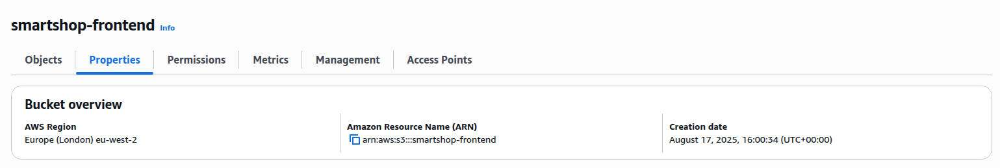 smartshop-frontend Info
Objects Properties Permissions Metrics Management Access Points
Bucket overview
AWS Region
Europe (London) eu-west-2
Amazon Resource Name (ARN)
arn:aws:s3:::smartshop-frontend
Creation date
August 17, 2025, 16:00:34 (UTC+00:00)